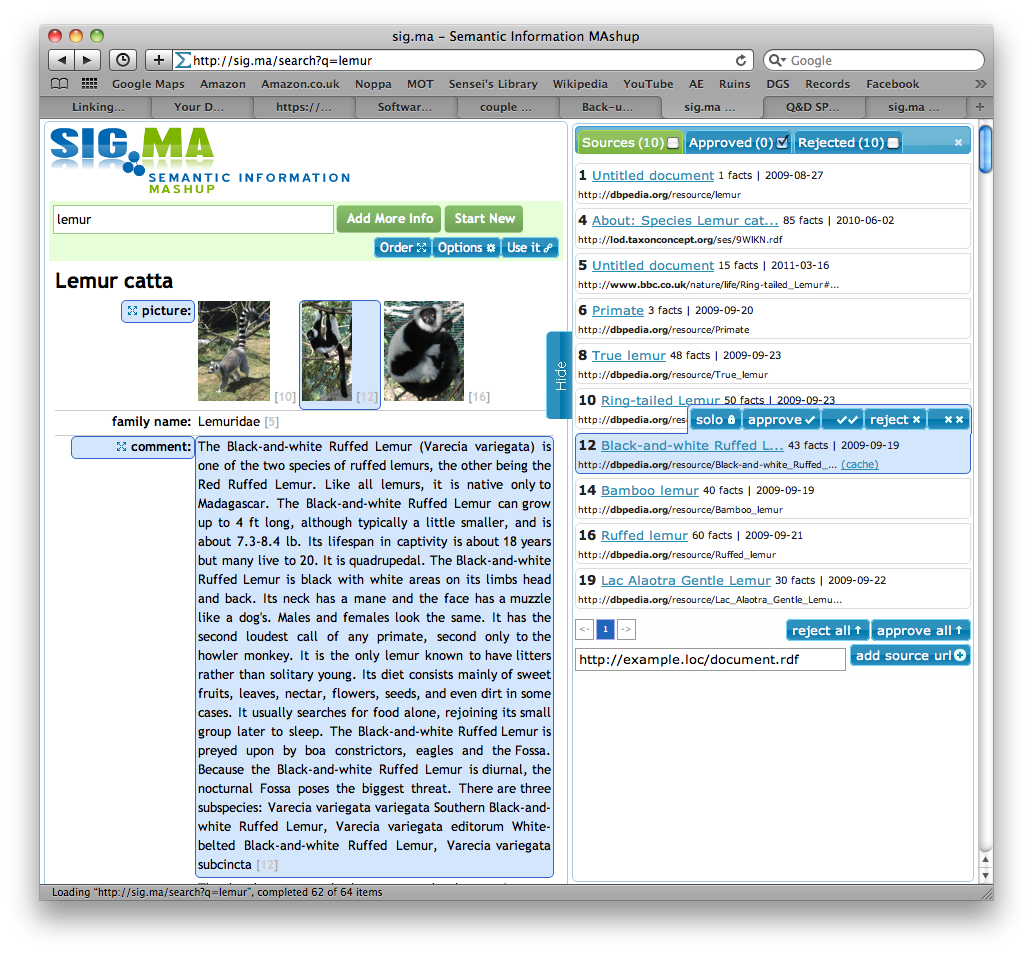 sig.ma – Semantic Information MAshup
http://sig.ma/search?q=lemur
Google
Google Maps Amazon Amazon.co.uk Noppa MOT Sensei's Library Wikipedia YouTube AE Ruins DGS Records Facebook
Linking... Your D... https://... Softwar... couple ... Back-u... sig.ma ... Q&D SP... sig.ma ...
SIG.MA
SEMANTIC INFORMATION
MASHUP
lemur
Add More Info Start New
Order Options Use it
Lemur catta
picture:
[10] [12] [16]
family name: Lemuridae [5]
comment:
The Black-and-white Ruffed Lemur (Varecia variegata) is
one of the two species of ruffed lemurs, the other being the
Red Ruffed Lemur. Like all lemurs, it is native only to
Madagascar. The Black-and-white Ruffed Lemur can grow
up to 4 ft long, although typically a little smaller, and is
about 7.3-8.4 lb. Its lifespan in captivity is about 18 years
but many live to 20. It is quadrupedal. The Black-and-white
Ruffed Lemur is black with white areas on its limbs head
and back. Its neck has a mane and the face has a muzzle
like a dog's. Males and females look the same. It has the
second loudest call of any primate, second only to the
howler monkey. It is the only lemur known to have litters
rather than solitary young. Its diet consists mainly of sweet
fruits, leaves, nectar, flowers, seeds, and even dirt in some
cases. It usually searches for food alone, rejoining its small
group later to sleep. The Black-and-white Ruffed Lemur is
preyed upon by boa constrictors, eagles and the Fossa.
Because the Black-and-white Ruffed Lemur is diurnal, the
nocturnal Fossa poses the biggest threat. There are three
subspecies: Varecia variegata variegata Southern Black-and-
white Ruffed Lemur, Varecia variegata editorum White-
belted Black-and-white Ruffed Lemur, Varecia variegata
subcincta [12]
Hide
Sources (10) Approved (0) Rejected (10)
1 Untitled document 1 facts | 2009-08-27
http://dbpedia.org/resource/lemur
4 About: Species Lemur cat... 85 facts | 2010-06-02
http://lod.taxonconcept.org/ses/9WIKN.rdf
5 Untitled document 15 facts | 2011-03-16
http://www.bbc.co.uk/nature/life/Ring-tailed_Lemur#...
6 Primate 3 facts | 2009-09-20
http://dbpedia.org/resource/Primate
8 True lemur 48 facts | 2009-09-23
http://dbpedia.org/resource/True_lemur
10 Ring-tailed Lemur 50 facts | 2009-09-23
http://dbpedia.org/res
solo approve reject
12 Black-and-white Ruffed L... 43 facts | 2009-09-19
http://dbpedia.org/resource/Black-and-white_Ruffed_... (cache)
14 Bamboo lemur 40 facts | 2009-09-19
http://dbpedia.org/resource/Bamboo_lemur
16 Ruffed lemur 60 facts | 2009-09-21
http://dbpedia.org/resource/Ruffed_lemur
19 Lac Alaotra Gentle Lemur 30 facts | 2009-09-22
http://dbpedia.org/resource/Lac_Alaotra_Gentle_Lemu...
<- 1 -> reject all approve all
http://example.loc/document.rdf add source url
Loading "http://sig.ma/search?q=lemur", completed 62 of 64 items